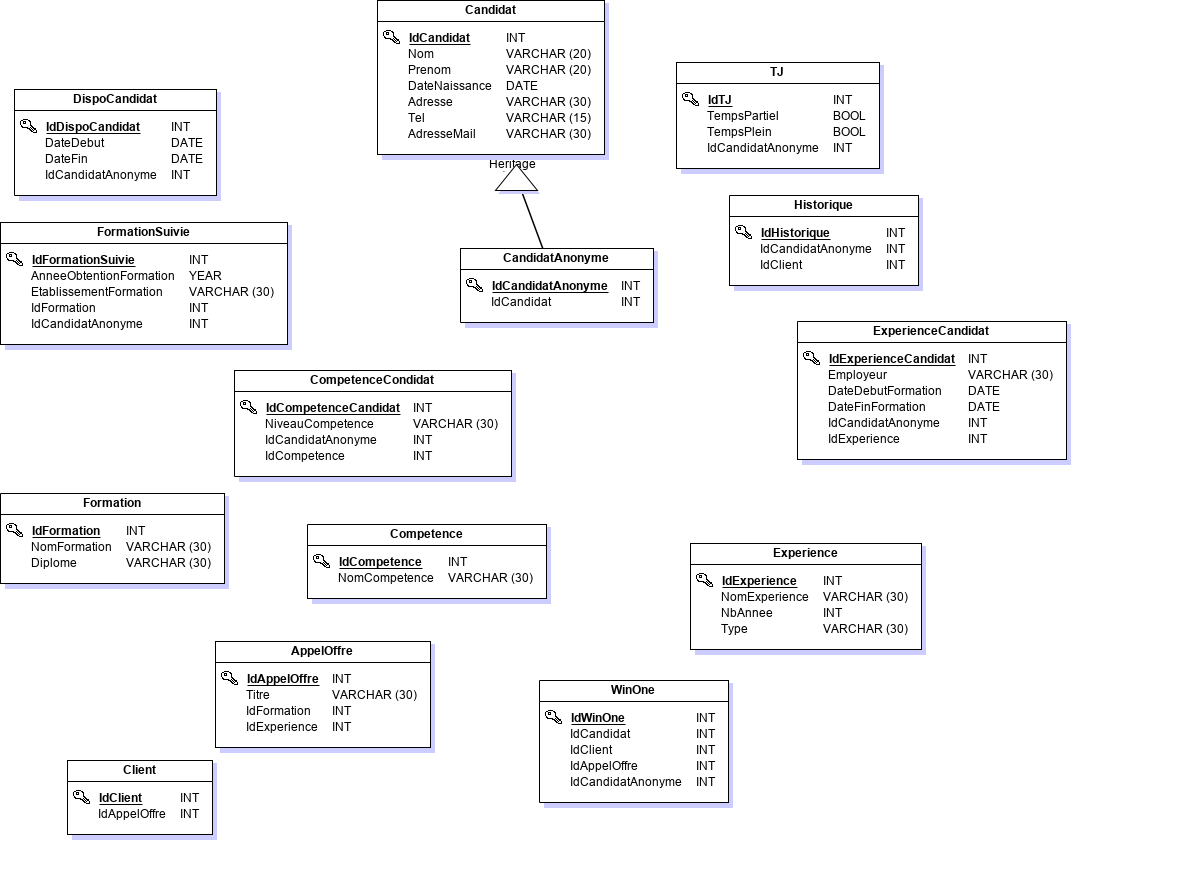 Candidat
IdCandidat INT
Nom VARCHAR (20)
Prenom VARCHAR (20)
DateNaissance DATE
Adresse VARCHAR (30)
Tel VARCHAR (15)
AdresseMail VARCHAR (30)
Heritage
TJ
IdTJ INT
TempsPartiel BOOL
TempsPlein BOOL
IdCandidatAnonyme INT
DispoCandidat
IdDispoCandidat INT
DateDebut DATE
DateFin DATE
IdCandidatAnonyme INT
Historique
IdHistorique INT
IdCandidatAnonyme INT
IdClient INT
FormationSuivie
IdFormationSuivie INT
AnneeObtentionFormation YEAR
EtablissementFormation VARCHAR (30)
IdFormation INT
IdCandidatAnonyme INT
CandidatAnonyme
IdCandidatAnonyme INT
IdCandidat INT
ExperienceCandidat
IdExperienceCandidat INT
Employeur VARCHAR (30)
DateDebutFormation DATE
DateFinFormation DATE
IdCandidatAnonyme INT
IdExperience INT
CompetenceCondidat
IdCompetenceCandidat INT
NiveauCompetence VARCHAR (30)
IdCandidatAnonyme INT
IdCompetence INT
Formation
IdFormation INT
NomFormation VARCHAR (30)
Diplome VARCHAR (30)
Competence
IdCompetence INT
NomCompetence VARCHAR (30)
Experience
IdExperience INT
NomExperience VARCHAR (30)
NbAnnee INT
Type VARCHAR (30)
AppelOffre
IdAppelOffre INT
Titre VARCHAR (30)
IdFormation INT
IdExperience INT
WinOne
IdWinOne INT
IdCandidat INT
IdClient INT
IdAppelOffre INT
IdCandidatAnonyme INT
Client
IdClient INT
IdAppelOffre INT